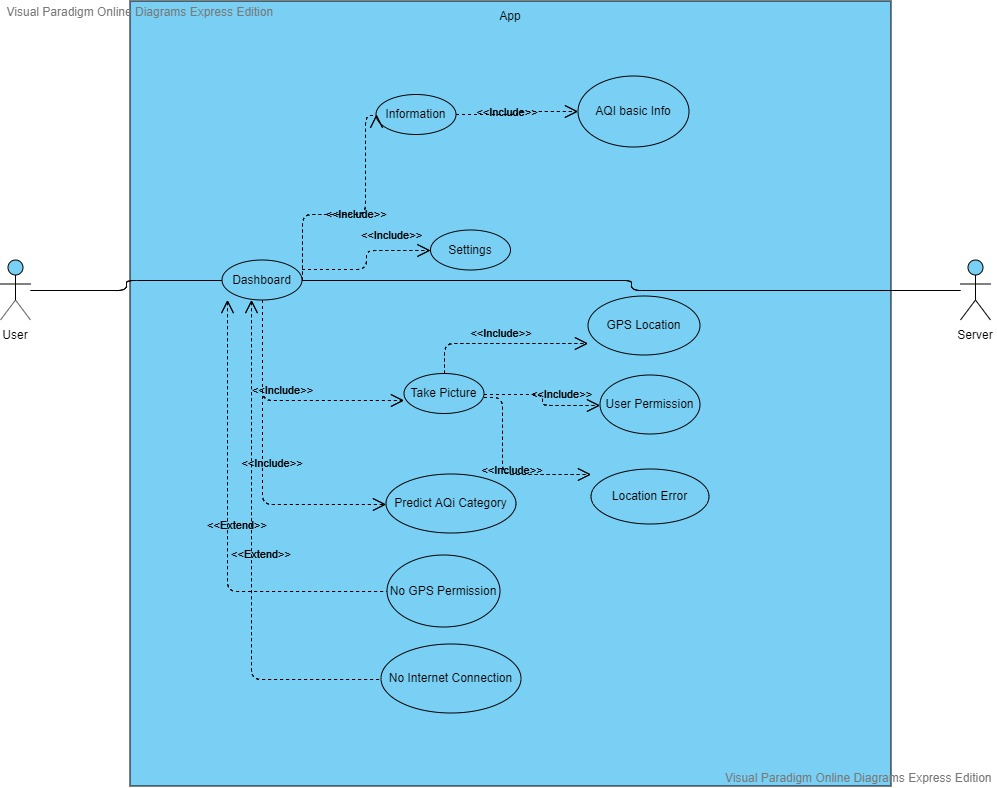 Visual Paradigm Online Diagrams Express Edition
App
Information
<<Include>>
AQI basic Info
<<Include>>
<<Include>>
Settings
Dashboard
User
Server
GPS Location
<<Include>>
<<Include>>
Take Picture
<<Include>>
User Permission
<<Include>>
<<Include>>
Location Error
Predict AQi Category
<<Extend>>
<<Extend>>
No GPS Permission
No Internet Connection
Visual Paradigm Online Diagrams Express Edition